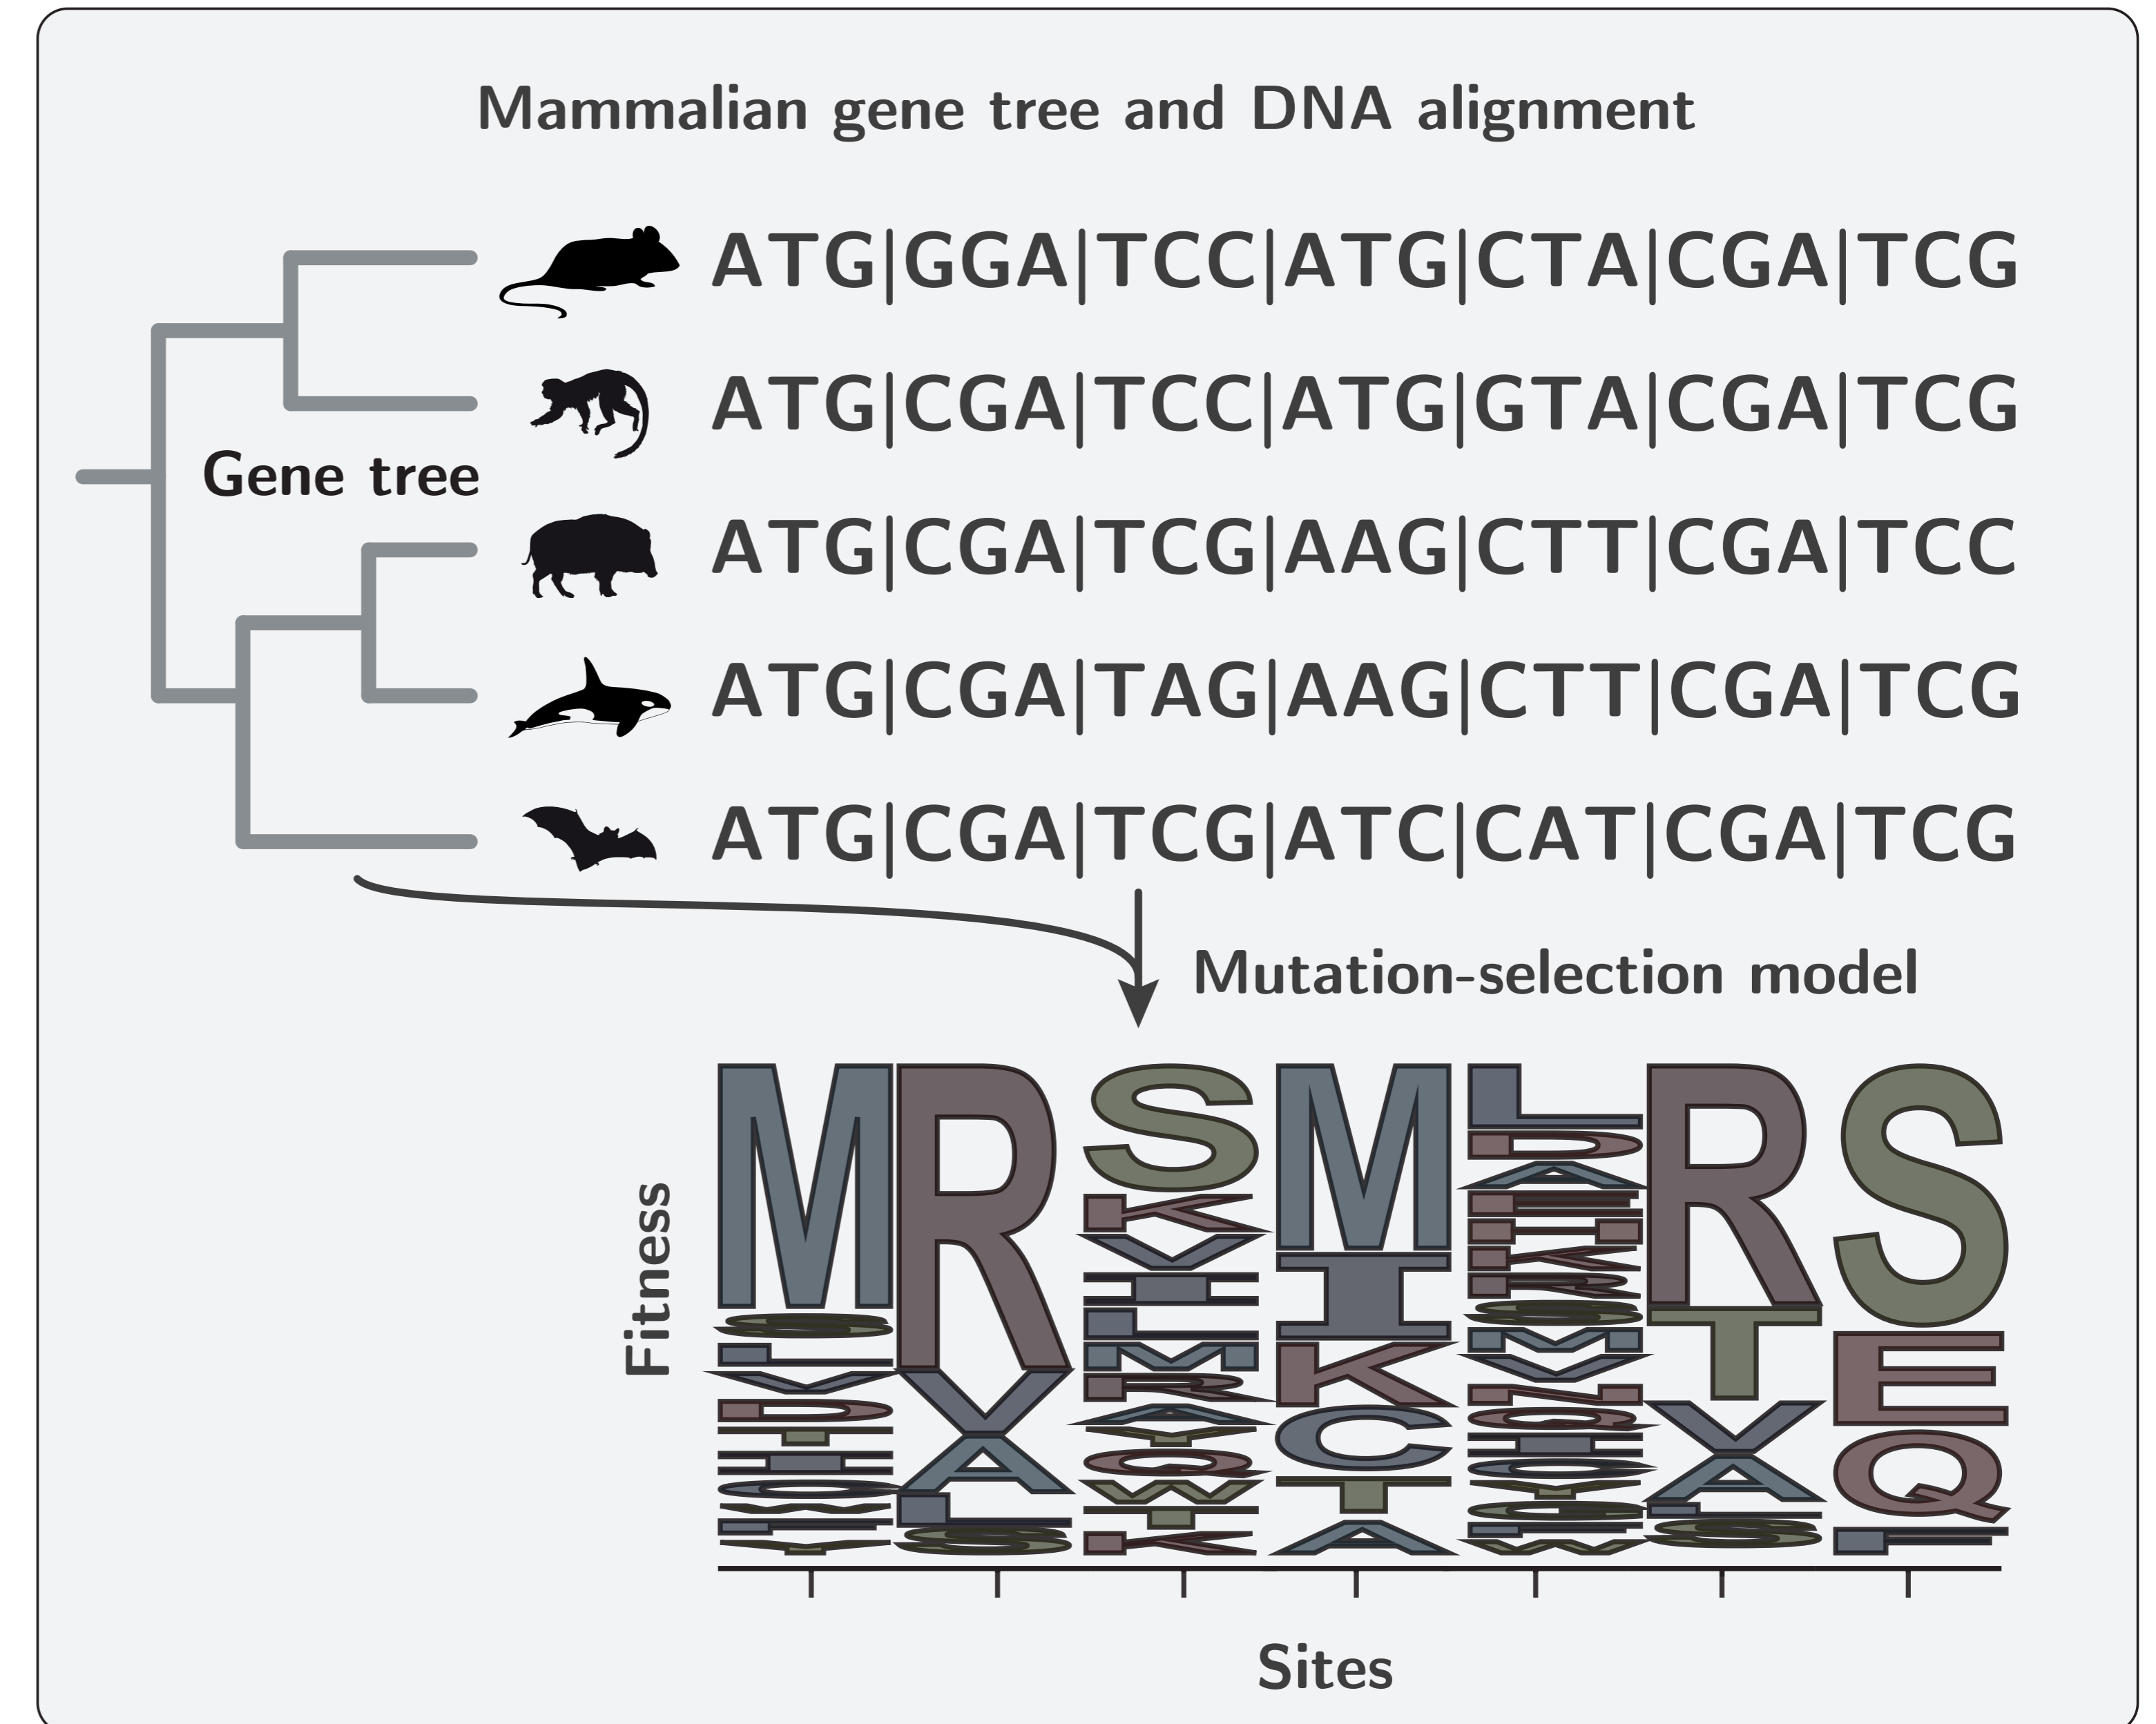 Mammalian gene tree and DNA alignment
ATG|GGA|TCC|ATG|CTA|CGA|TCG
ATG|CGA|TCC|ATG|GTA|CGA|TCG
Gene tree
ATG|CGA|TCG|AAG|CTT|CGA|TCC
ATG|CGA|TAG|AAG|CTT|CGA|TCG
ATG|CGA|TCG|ATC|CAT|CGA|TCG
Mutation-selection model
Fitness
M R S M L R S
Sites